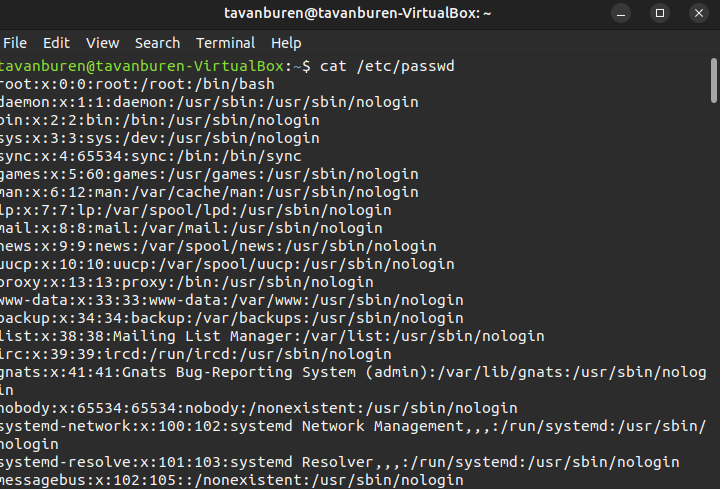 tavanburen@tavanburen-VirtualBox: ~
File Edit View Search Terminal Help
tavanburen@tavanburen-VirtualBox:~$ cat /etc/passwd
root:x:0:0:root:/root:/bin/bash
daemon:x:1:1:daemon:/usr/sbin:/usr/sbin/nologin
bin:x:2:2:bin:/bin:/usr/sbin/nologin
sys:x:3:3:sys:/dev:/usr/sbin/nologin
sync:x:4:65534:sync:/bin:/bin/sync
games:x:5:60:games:/usr/games:/usr/sbin/nologin
man:x:6:12:man:/var/cache/man:/usr/sbin/nologin
lp:x:7:7:lp:/var/spool/lpd:/usr/sbin/nologin
mail:x:8:8:mail:/var/mail:/usr/sbin/nologin
news:x:9:9:news:/var/spool/news:/usr/sbin/nologin
uucp:x:10:10:uucp:/var/spool/uucp:/usr/sbin/nologin
proxy:x:13:13:proxy:/bin:/usr/sbin/nologin
www-data:x:33:33:www-data:/var/www:/usr/sbin/nologin
backup:x:34:34:backup:/var/backups:/usr/sbin/nologin
list:x:38:38:Mailing List Manager:/var/list:/usr/sbin/nologin
irc:x:39:39:ircd:/run/ircd:/usr/sbin/nologin
gnats:x:41:41:Gnats Bug-Reporting System (admin):/var/lib/gnats:/usr/sbin/nolog
in
nobody:x:65534:65534:nobody:/nonexistent:/usr/sbin/nologin
systemd-network:x:100:102:systemd Network Management,,,:/run/systemd:/usr/sbin/
nologin
systemd-resolve:x:101:103:systemd Resolver,,,:/run/systemd:/usr/sbin/nologin
messagebus:x:102:105::/nonexistent:/usr/sbin/nologin